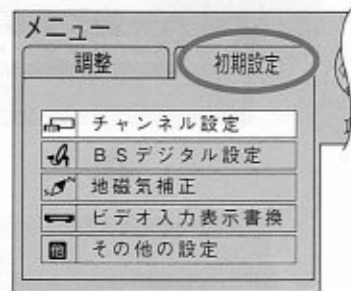 メニュー
調整 初期設定
チャンネル設定
BSデジタル設定
地磁気補正
ビデオ入力表示書換
他 その他の設定